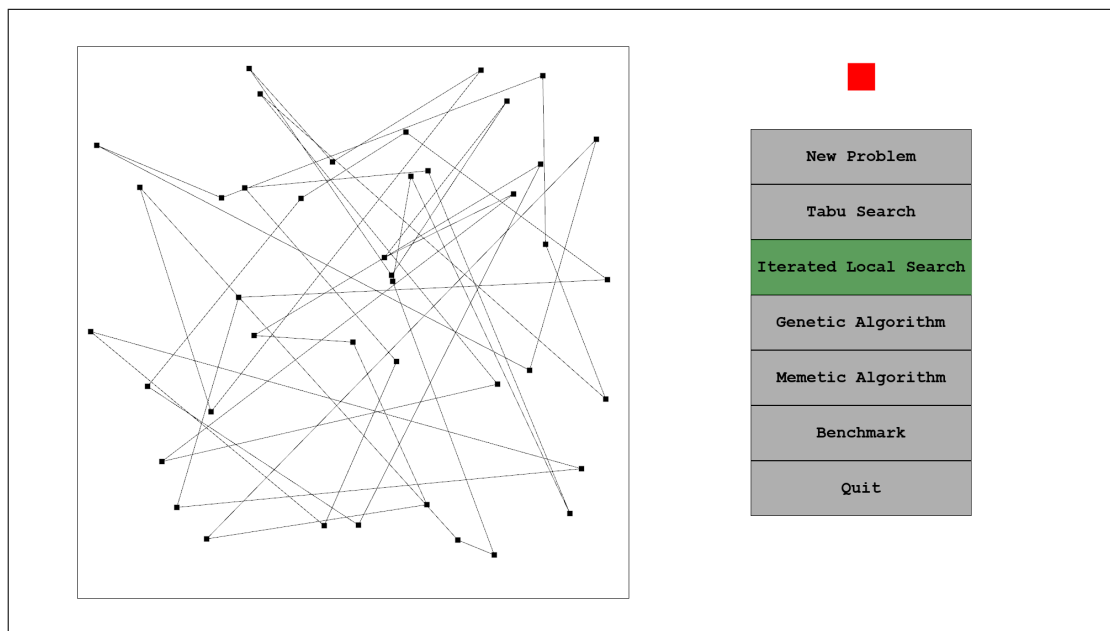 New Problem
Tabu Search
Iterated Local Search
Genetic Algorithm
Memetic Algorithm
Benchmark
Quit